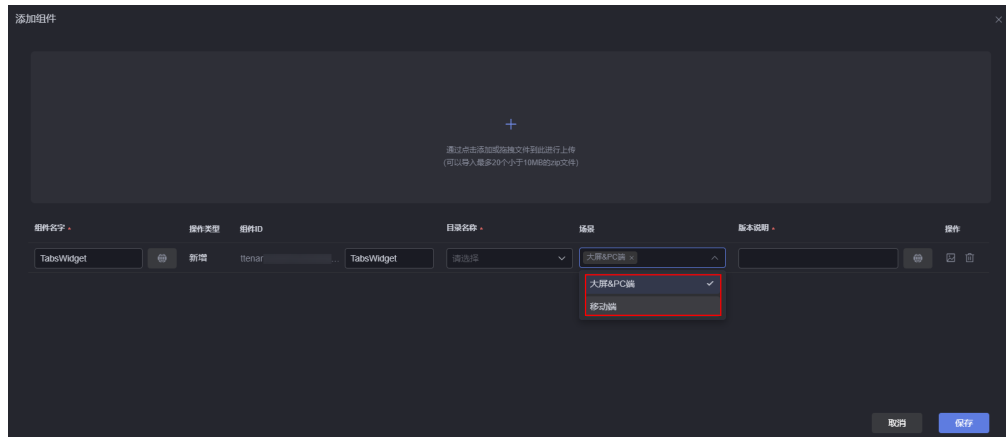 添加组件
通过点击添加或拖拽文件到此进行上传
(可以导入最多20个小于10MB的zip文件)
组件名字 操作类型 组件ID 目录名称 场景 版本说明 操作
TabsWidget 新增 ttenar ... TabsWidget 请选择 大屏&PC端 ×
大屏&PC端
移动端
取消 保存